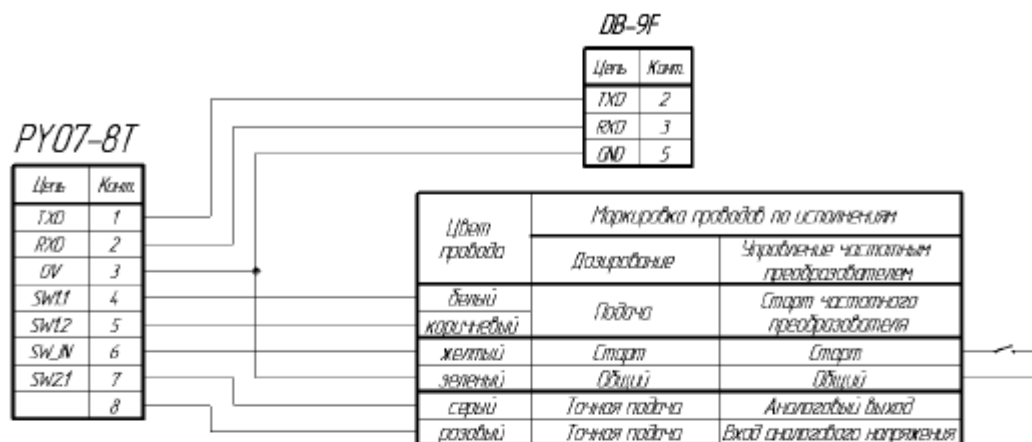 DB-9F
Цепь Конт.
TXD 2
RXD 3
GND 5
PY07-8T
Цепь Конт.
TXD 1
RXD 2
0V 3
SW1.1 4
SW1.2 5
SW_IN 6
SW2.1 7
8
Цвет провода
Маркировка проводов по исполнениям
Дозирование
Управление частотным
преобразователем
белый
коричневый
Подача
Старт частотного
преобразователя
желтый Старт Старт
зеленый Общий Общий
серый Точная подача Аналоговый выход
розовый Точная подача Вход аналогового напряжения